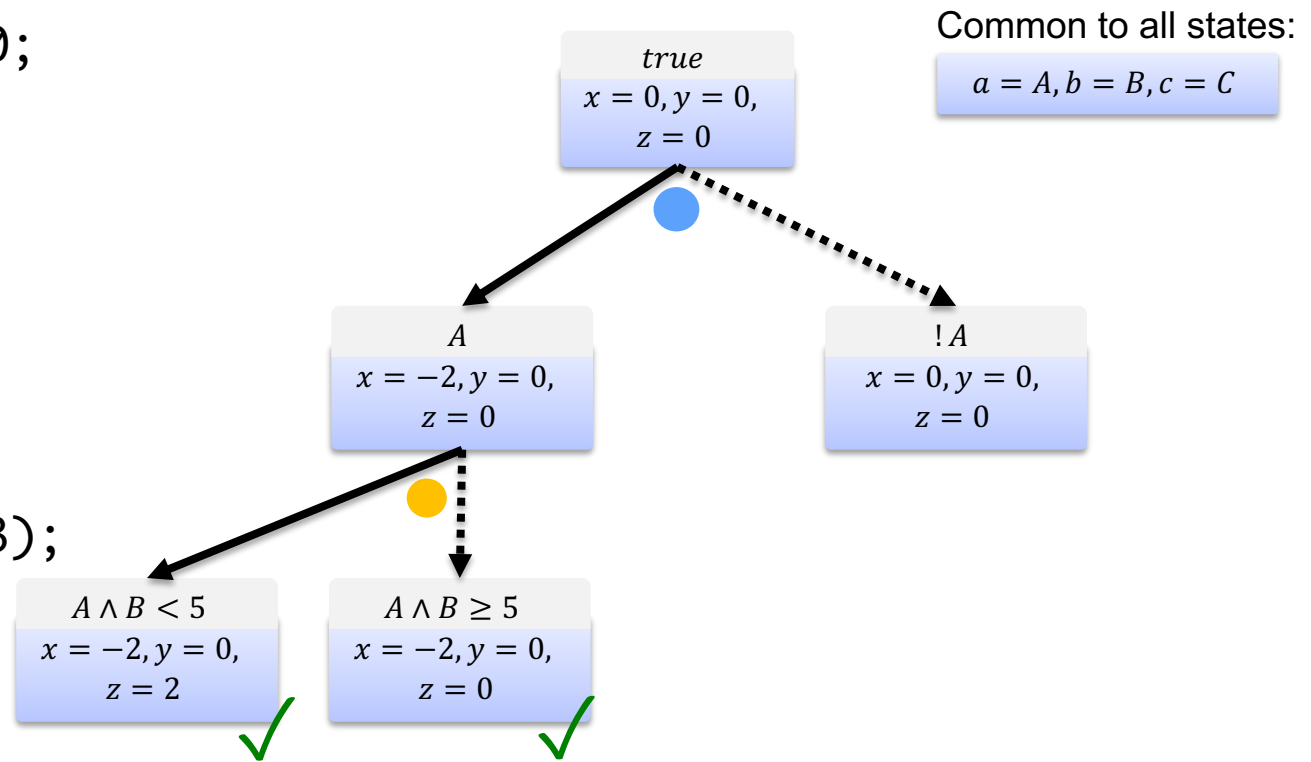 0;
Common to all states:
a = A, b = B, c = C
true
x = 0, y = 0,
z = 0
A
x = −2, y = 0,
z = 0
! A
x = 0, y = 0,
z = 0
3);
A ∧ B < 5
x = −2, y = 0,
z = 2
A ∧ B ≥ 5
x = −2, y = 0,
z = 0